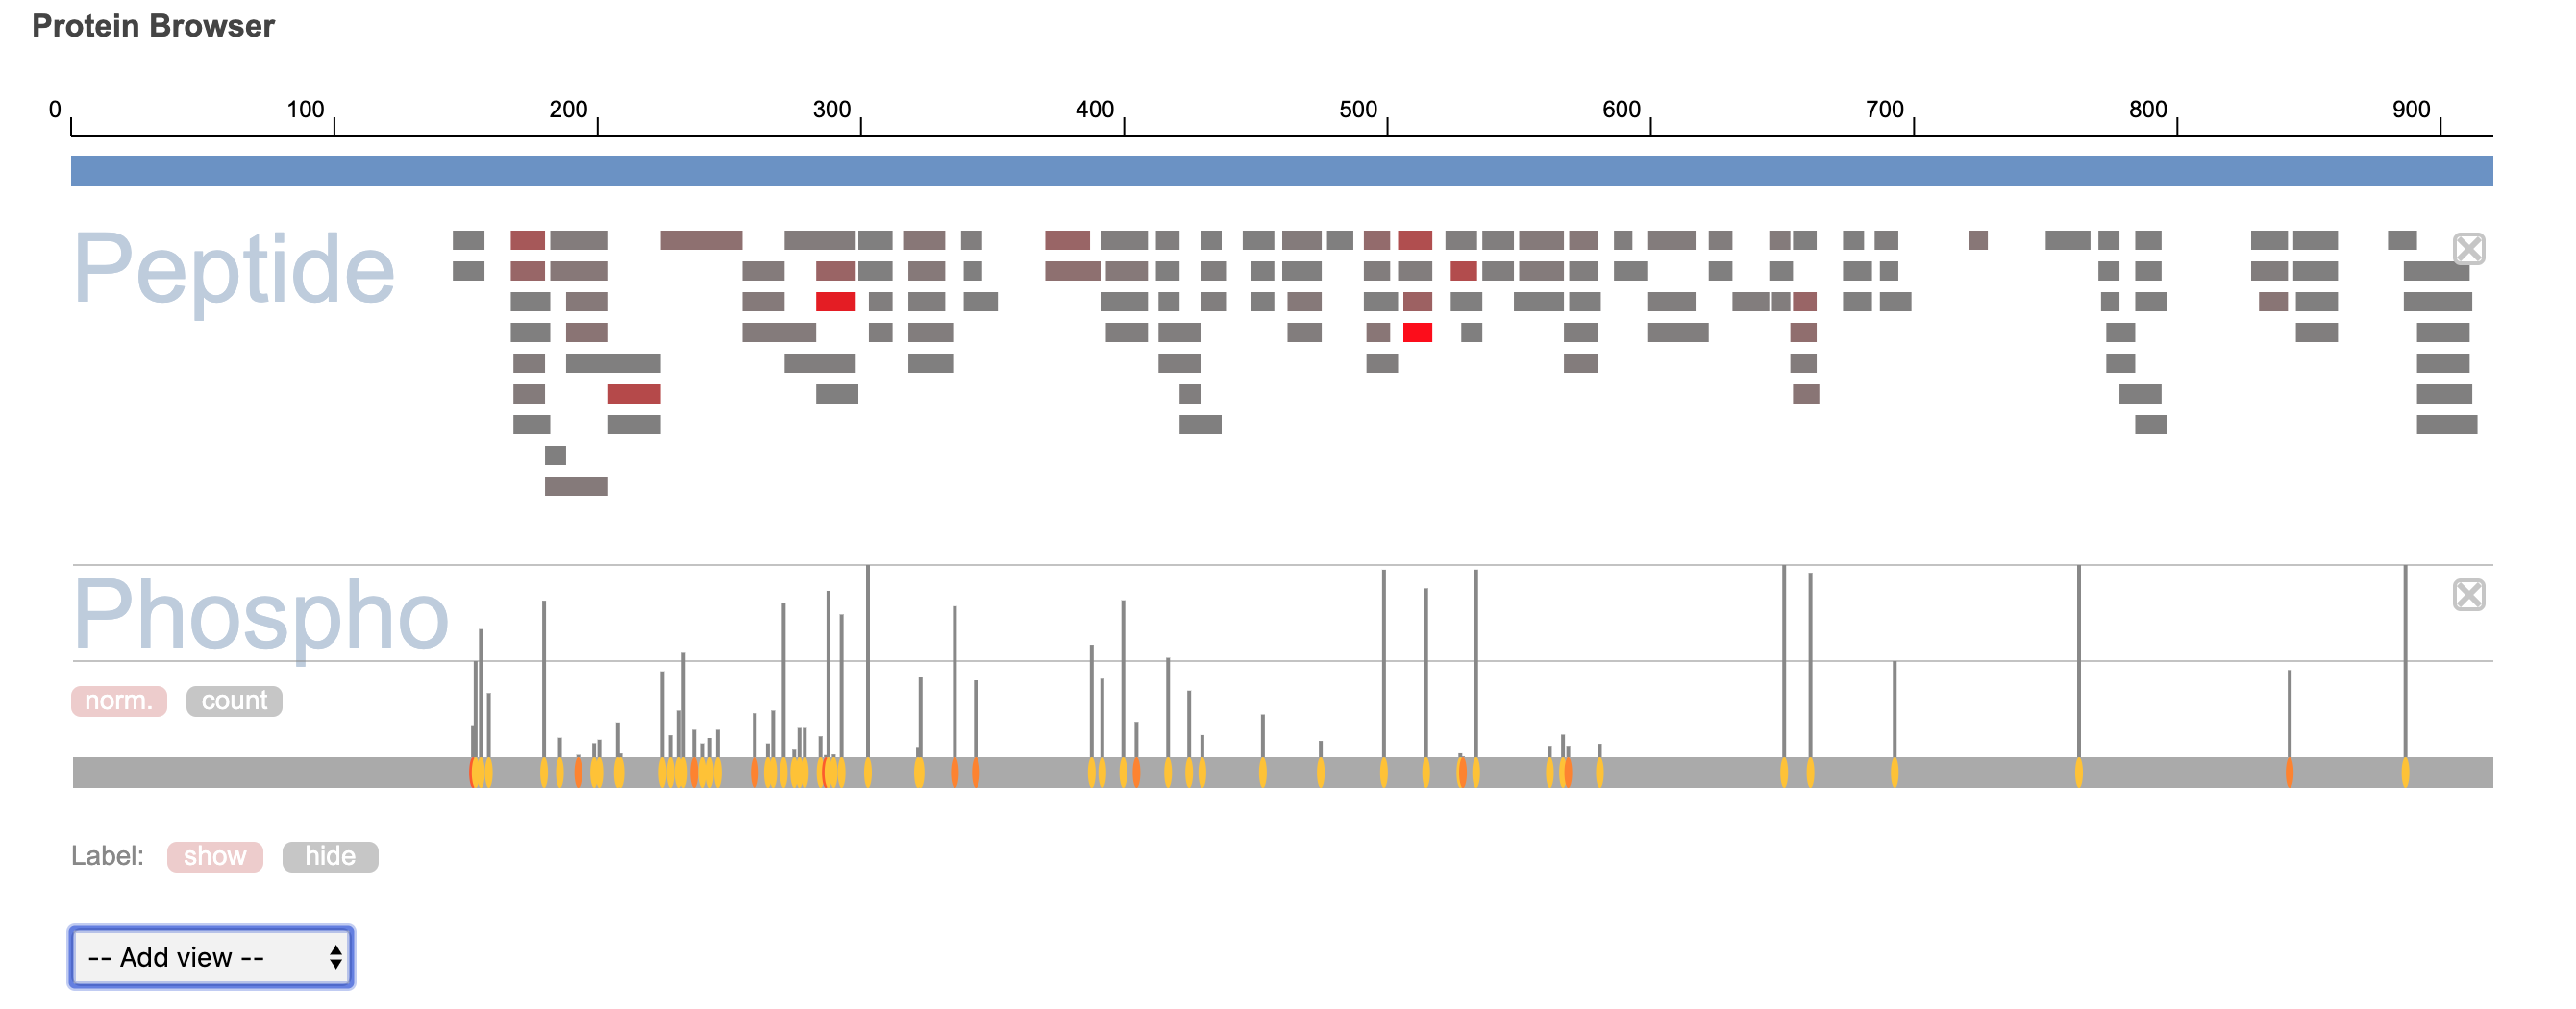 Protein Browser
0 100 200 300 400 500 600 700 800 900
Peptide
Phospho
norm. count
Label: show hide
-- Add view --